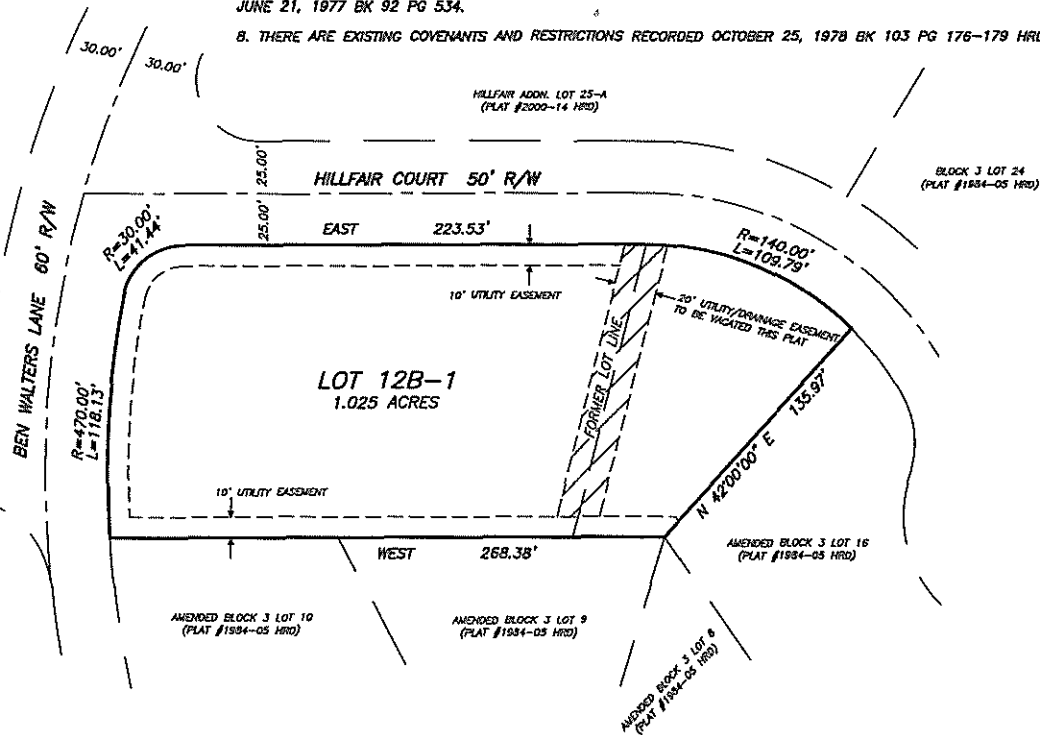 JUNE 21, 1977 BK 92 PG 534.
8. THERE ARE EXISTING COVENANTS AND RESTRICTIONS RECORDED OCTOBER 25, 1978 BK 103 PG 176-179 HRD
30.00'
30.00'
HILLFAIR ADDN. LOT 25-A
(PLAT #2000-14 HRD)
BLOCK 3 LOT 24
(PLAT #1984-05 HRD)
25.00'
25.00'
HILLFAIR COURT 50' R/W
BEN WALTERS LANE 60' R/W
R=30.00'
L=41.44'
EAST 223.53'
R=140.00'
L=109.79'
10' UTILITY EASEMENT
20' UTILITY/DRAINAGE EASEMENT
TO BE VACATED THIS PLAT
FORMER LOT LINE
LOT 12B-1
1.025 ACRES
R=470.00'
L=118.13'
N 42°00'00" E 135.97'
10' UTILITY EASEMENT
WEST 268.38'
AMENDED BLOCK 3 LOT 16
(PLAT #1984-05 HRD)
AMENDED BLOCK 3 LOT 10
(PLAT #1984-05 HRD)
AMENDED BLOCK 3 LOT 9
(PLAT #1984-05 HRD)
AMENDED BLOCK 3 LOT 8
(PLAT #1984-05 HRD)